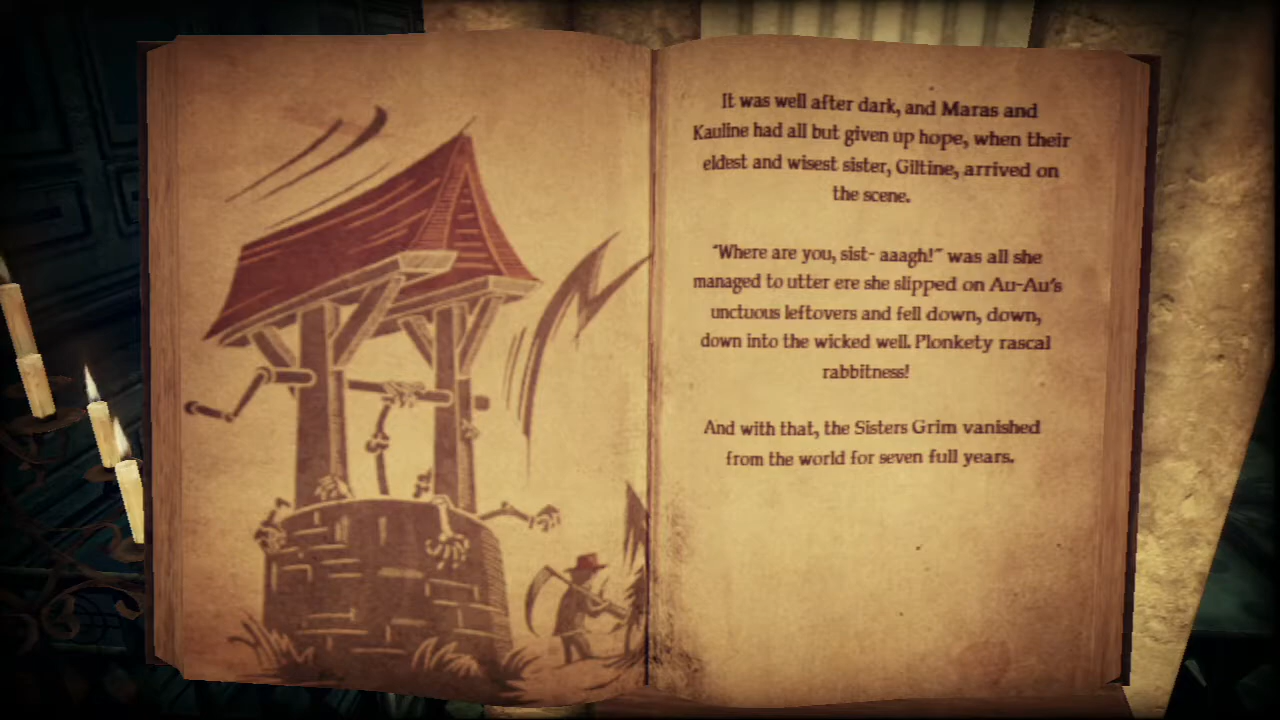 It was well after dark, and Maras and
Kauline had all but given up hope, when their
eldest and wisest sister, Giltine, arrived on
the scene.
"Where are you, sist- aaagh!" was all she
managed to utter ere she slipped on Au-Au's
unctuous leftovers and fell down, down,
down into the wicked well. Plonkety rascal
rabbitness!
And with that, the Sisters Grim vanished
from the world for seven full years.